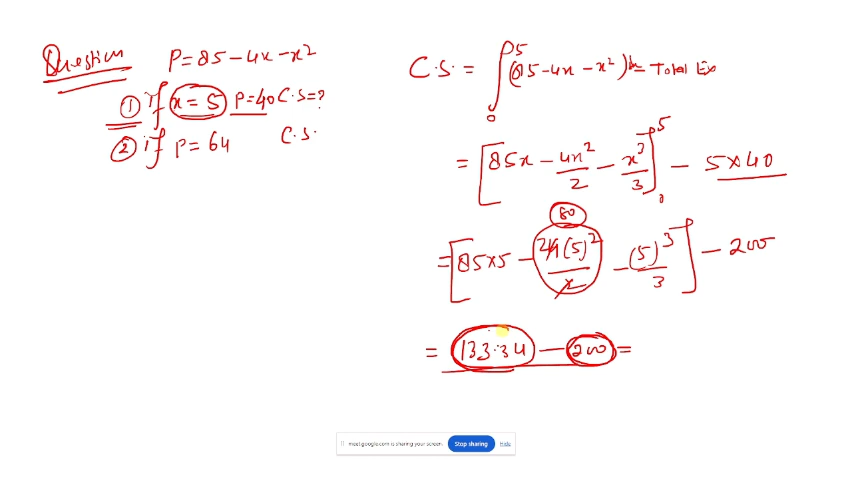 Question P = 85 - 4x - x²
① if x = 5 P = 40 C.S = ?
② if P = 64 C.S.
C.S. = ∫₀⁵ (85 - 4x - x²) dx - Total Ex
= [85x - 4x²/2 - x³/3]₀⁵ - 5×40
80
= [85×5 - 24(5)²/2 - (5)³/3] - 200
= 133.34 - 200 =
meet.google.com is sharing your screen. Stop sharing Hide